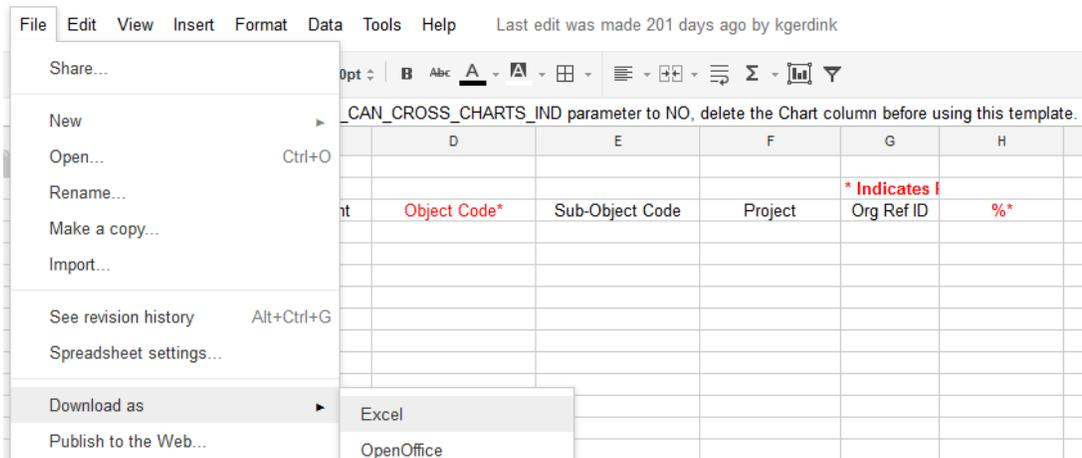 File Edit View Insert Format Data Tools Help Last edit was made 201 days ago by kgerdink
Share...
0pt B Abc A A Σ
_CAN_CROSS_CHARTS_IND parameter to NO, delete the Chart column before using this template.
New
D E F G H
Open... Ctrl+O
Rename...
* Indicates
nt Object Code* Sub-Object Code Project Org Ref ID %*
Make a copy...
Import...
See revision history Alt+Ctrl+G
Spreadsheet settings...
Download as
Excel
Publish to the Web...
OpenOffice